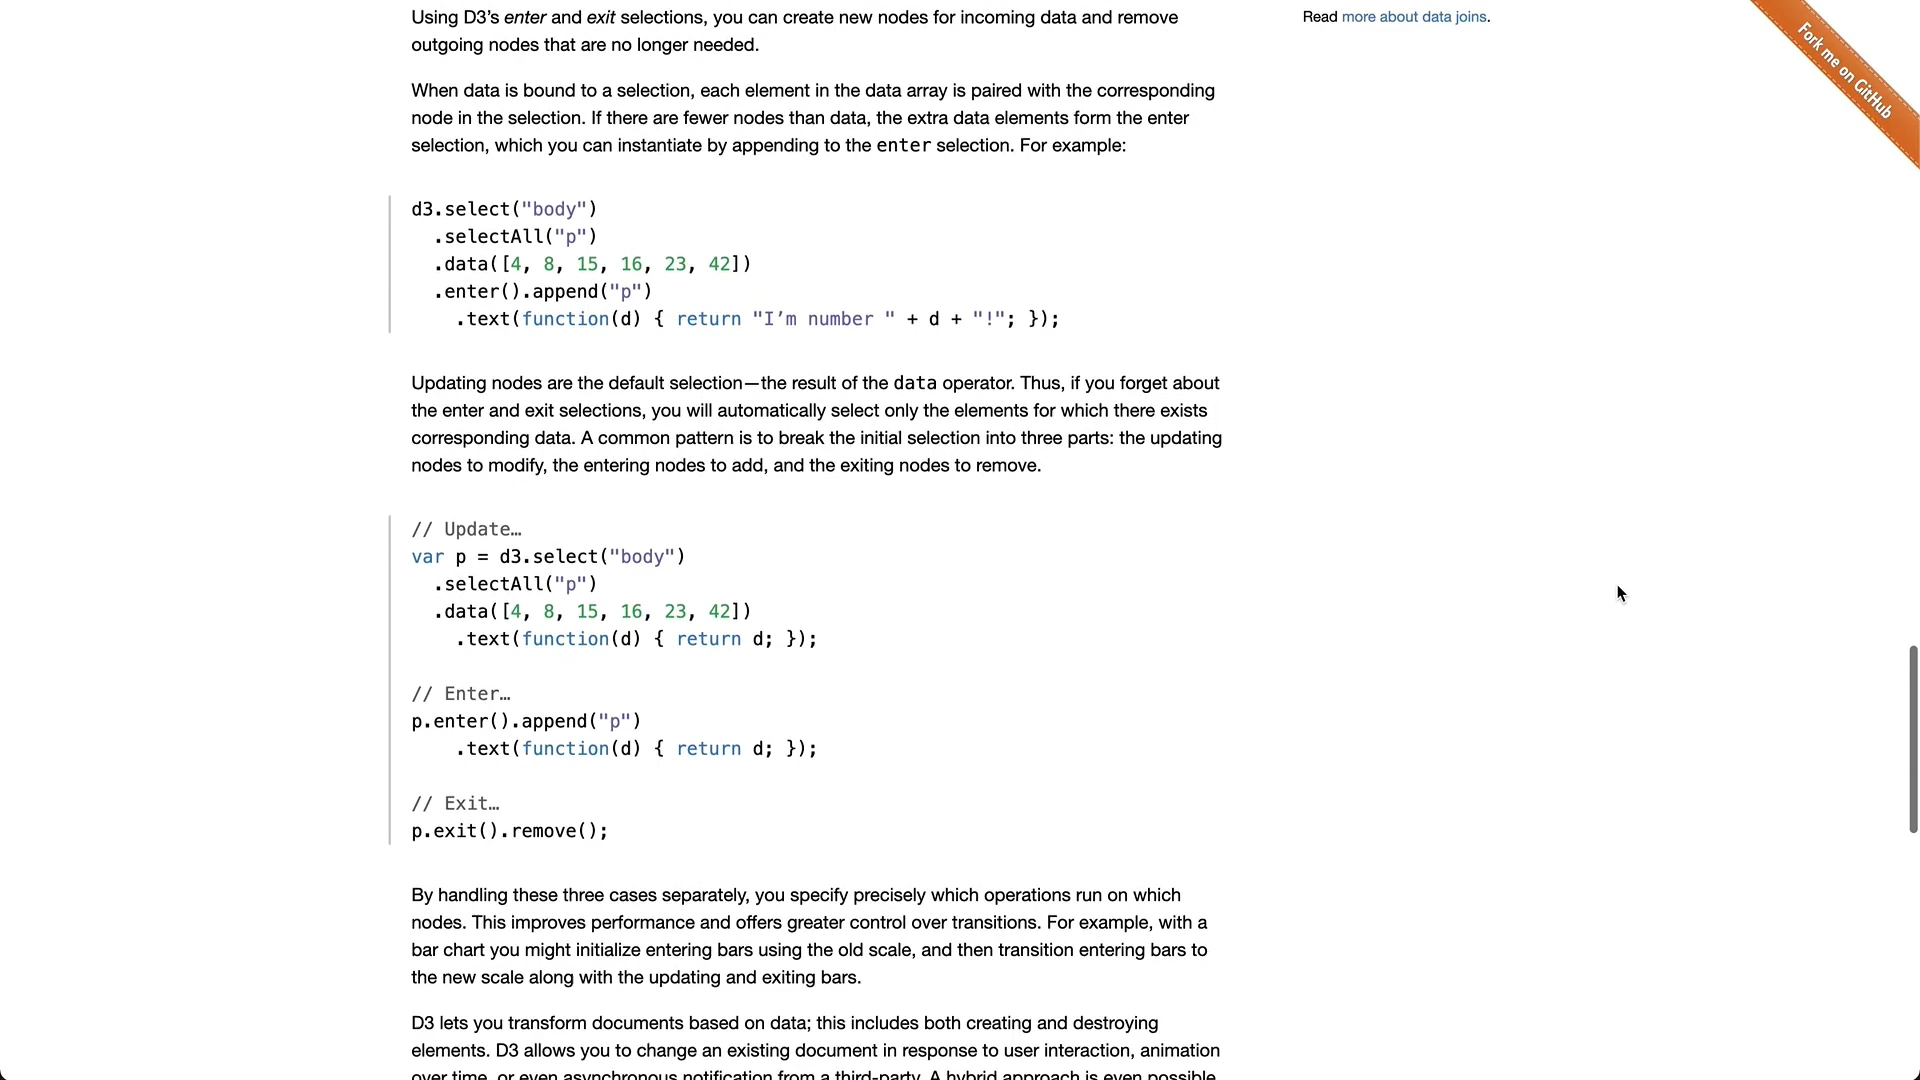 Using D3’s enter and exit selections, you can create new nodes for incoming data and remove
outgoing nodes that are no longer needed.
Read more about data joins.
Fork me on GitHub
When data is bound to a selection, each element in the data array is paired with the corresponding
node in the selection. If there are fewer nodes than data, the extra data elements form the enter
selection, which you can instantiate by appending to the enter selection. For example:
d3.select("body")
  .selectAll("p")
  .data([4, 8, 15, 16, 23, 42])
  .enter().append("p")
    .text(function(d) { return "I’m number " + d + "!"; });
Updating nodes are the default selection—the result of the data operator. Thus, if you forget about
the enter and exit selections, you will automatically select only the elements for which there exists
corresponding data. A common pattern is to break the initial selection into three parts: the updating
nodes to modify, the entering nodes to add, and the exiting nodes to remove.
// Update…
var p = d3.select("body")
  .selectAll("p")
  .data([4, 8, 15, 16, 23, 42])
    .text(function(d) { return d; });
// Enter…
p.enter().append("p")
    .text(function(d) { return d; });
// Exit…
p.exit().remove();
By handling these three cases separately, you specify precisely which operations run on which
nodes. This improves performance and offers greater control over transitions. For example, with a
bar chart you might initialize entering bars using the old scale, and then transition entering bars to
the new scale along with the updating and exiting bars.
D3 lets you transform documents based on data; this includes both creating and destroying
elements. D3 allows you to change an existing document in response to user interaction, animation
over time, or even asynchronous notification from a third-party. A hybrid approach is even possible,